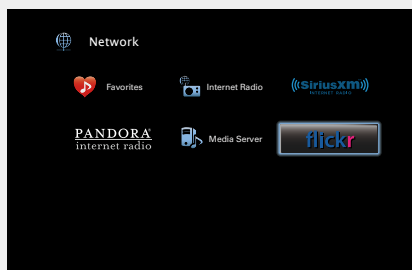 Network
Favorites
Internet Radio
((SiriusXM))
INTERNET RADIO
PANDORA®
internet radio
Media Server
flickr